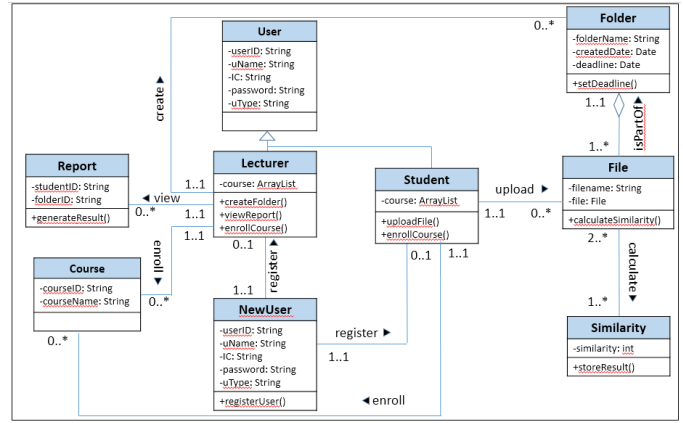 User
-userID: String
-uName: String
-IC: String
-password: String
-uType: String
Folder
-folderName: String
-createdDate: Date
-deadline: Date
+setDeadline()
0..*
create ▶
1..1
isPartOf ▶
1..*
Report
-studentID: String
-folderID: String
+generateResult()
◀ view
0..*
1..1
1..1
1..1
Lecturer
-course: ArrayList
+createFolder()
+viewReport()
+enrollCourse()
0..1
Student
-course: ArrayList
+uploadFile()
+enrollCourse()
0..1
1..1
upload ▶
1..1
0..*
File
-filename: String
-file: File
+calculateSimilarity()
2..*
calculate ▶
1..*
Course
-courseID: String
-courseName: String
0..*
enroll ▶
0..*
register ▶
1..1
NewUser
-userID: String
-uName: String
-IC: String
-password: String
-uType: String
+registerUser()
register ▶
1..1
◀ enroll
Similarity
-similarity: int
+storeResult()